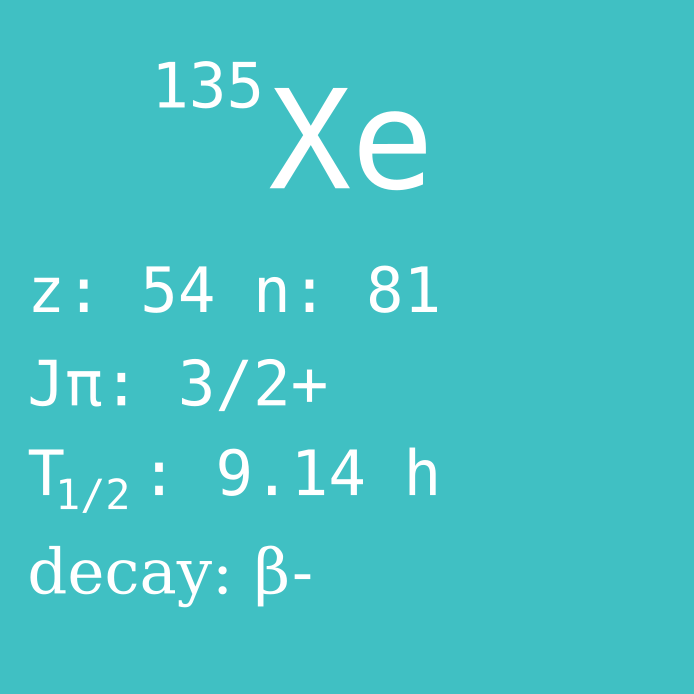 ¹³⁵Xe
z: 54 n: 81
Jπ: 3/2+
T₁/₂ : 9.14 h
decay: β-